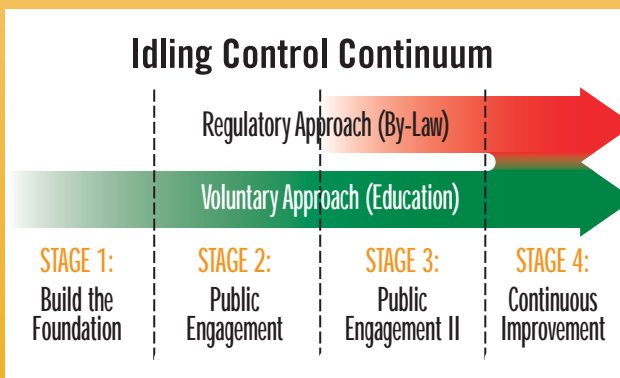 Idling Control Continuum
Regulatory Approach (By-Law)
Voluntary Approach (Education)
STAGE 1:
Build the
Foundation
STAGE 2:
Public
Engagement
STAGE 3:
Public
Engagement II
STAGE 4:
Continuous
Improvement